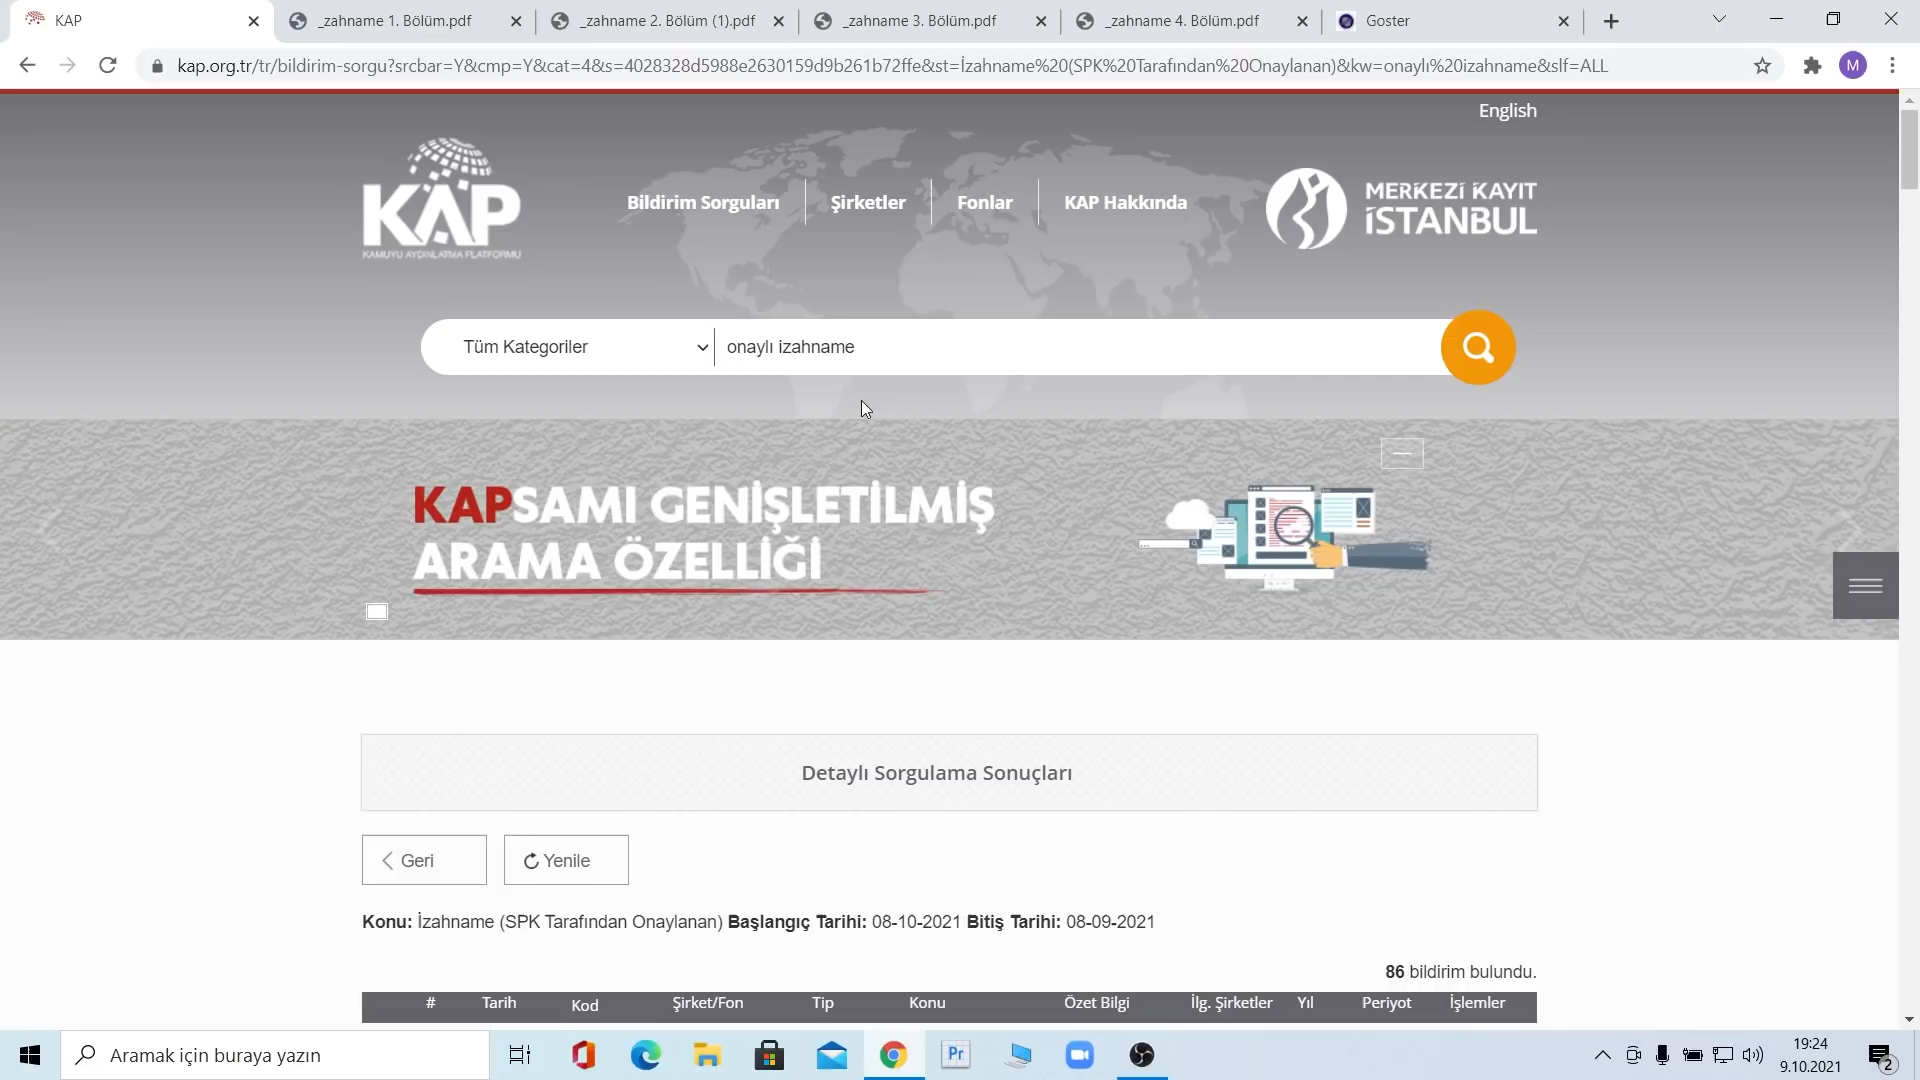 KAP
_zahname 1. Bölüm.pdf
_zahname 2. Bölüm (1).pdf
_zahname 3. Bölüm.pdf
_zahname 4. Bölüm.pdf
Goster
kap.org.tr/tr/bildirim-sorgu?srcbar=Y&cmp=Y&cat=4&s=4028328d5988e2630159d9b261b72ffe&st=İzahname%20(SPK%20Tarafından%20Onaylanan)&kw=onaylı%20izahname&slf=ALL
M
English
KAP
KAMUYU AYDINLATMA PLATFORMU
Bildirim Sorguları
Şirketler
Fonlar
KAP Hakkında
MERKEZİ KAYIT
İSTANBUL
Tüm Kategoriler
onaylı izahname
KAPSAMI GENİŞLETİLMİŞ
ARAMA ÖZELLİĞİ
Detaylı Sorgulama Sonuçları
Geri
Yenile
Konu: İzahname (SPK Tarafından Onaylanan) Başlangıç Tarihi: 08-10-2021 Bitiş Tarihi: 08-09-2021
86 bildirim bulundu.
# Tarih Kod Şirket/Fon Tip Konu Özet Bilgi İlg. Şirketler Yıl Periyot İşlemler
Aramak için buraya yazın
Pr
19:24
9.10.2021
2